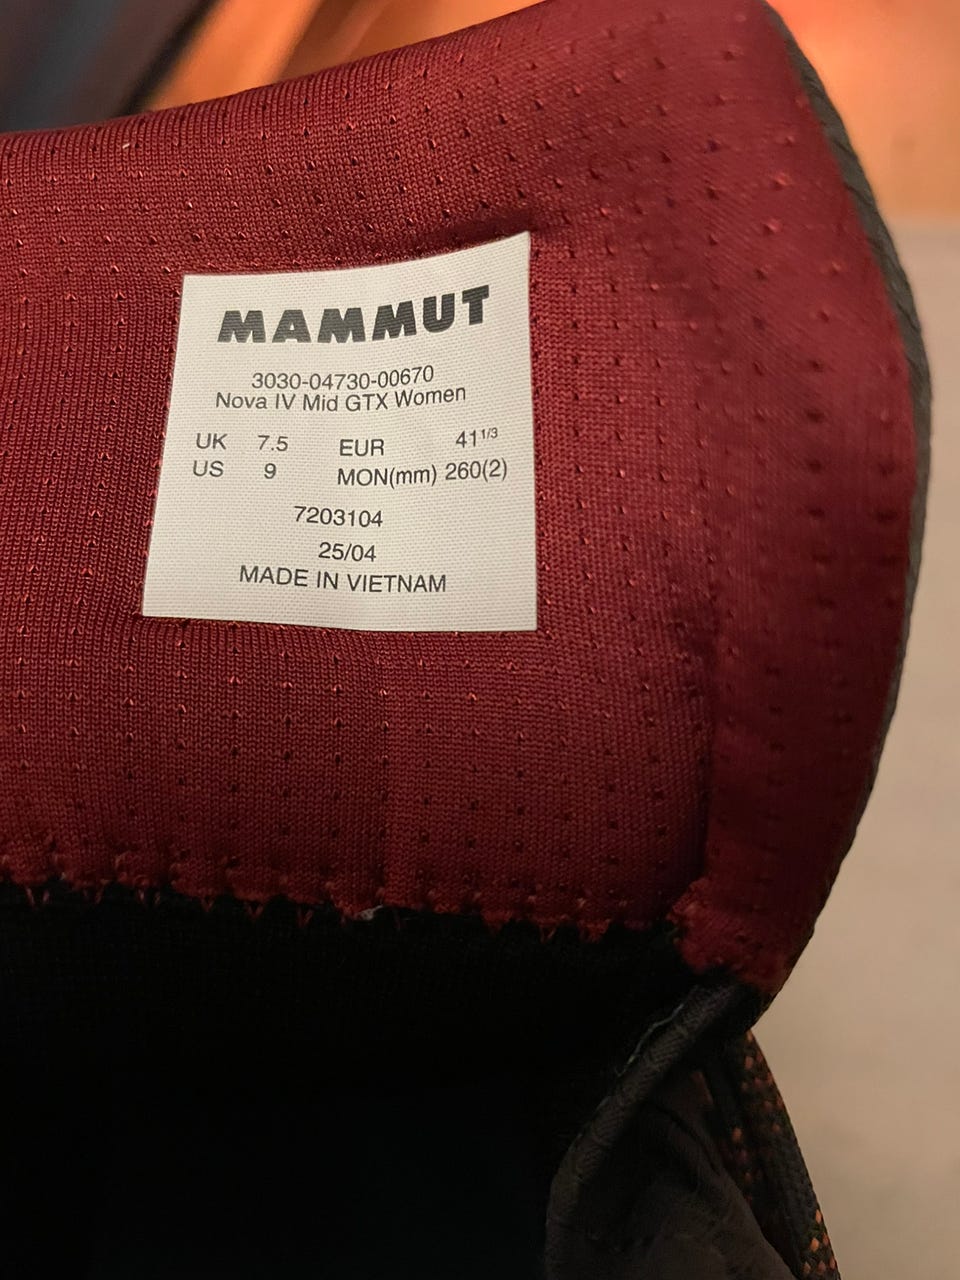 MAMMUT
3030-04730-00670
Nova IV Mid GTX Women
UK 7.5 EUR 41 1/3
US 9 MON(mm) 260(2)
7203104
25/04
MADE IN VIETNAM